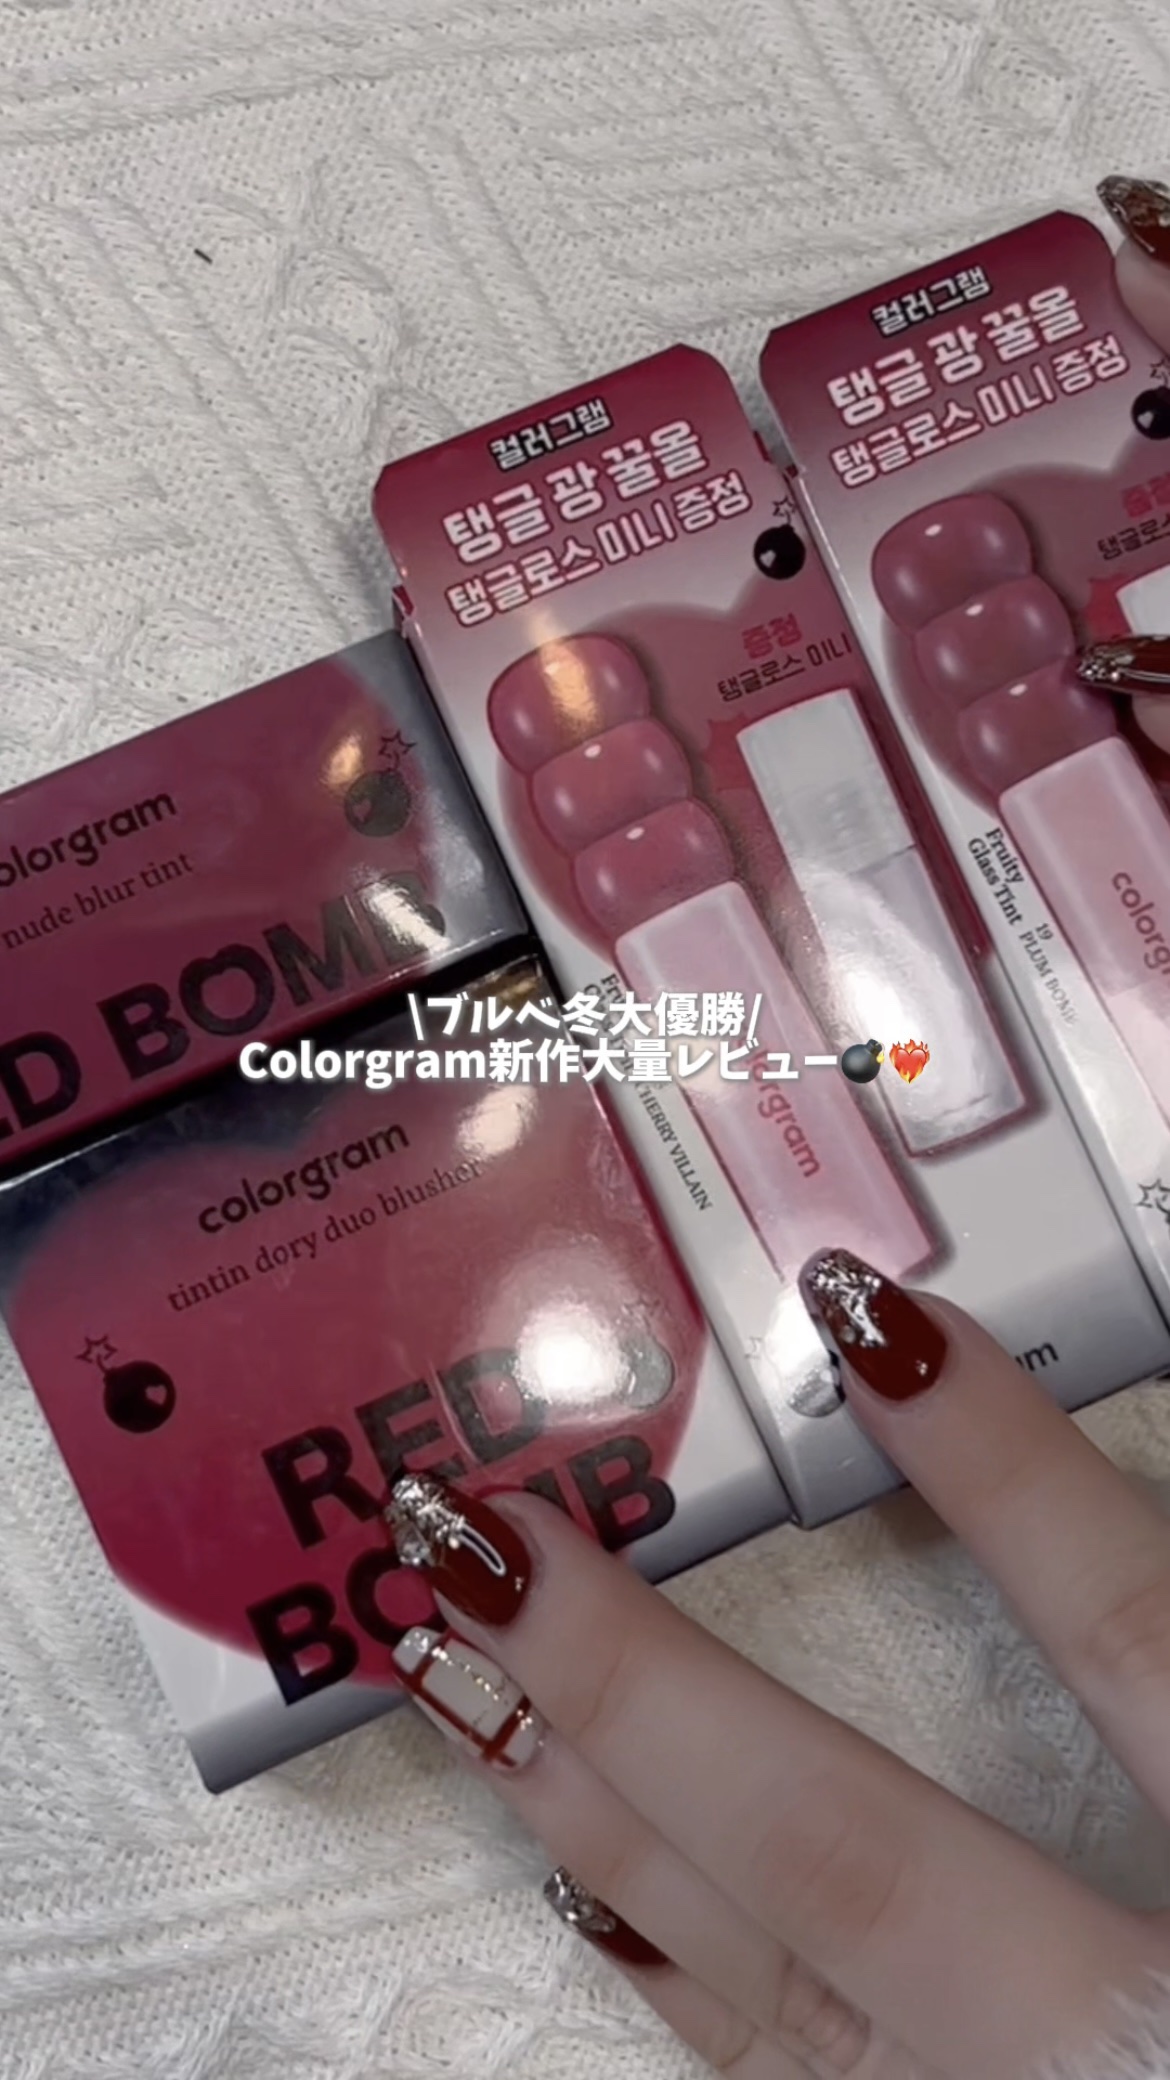 컬러그램
탱글 광 꿀올
탱글로스 미니 증정
증정
탱글로스 미니
컬러그램
탱글 광 꿀올
탱글로스 미니 증정
Fruity
Glass Tint
19
PLUM BOMB
colorgram
nude blur tint
RED BOMB
\ブルベ冬大優勝/
Colorgram新作大量レビュー💣❤️‍🔥
CHERRY VILLAIN
colorgram
colorgram
tintin dory duo blusher
RED
BOMB